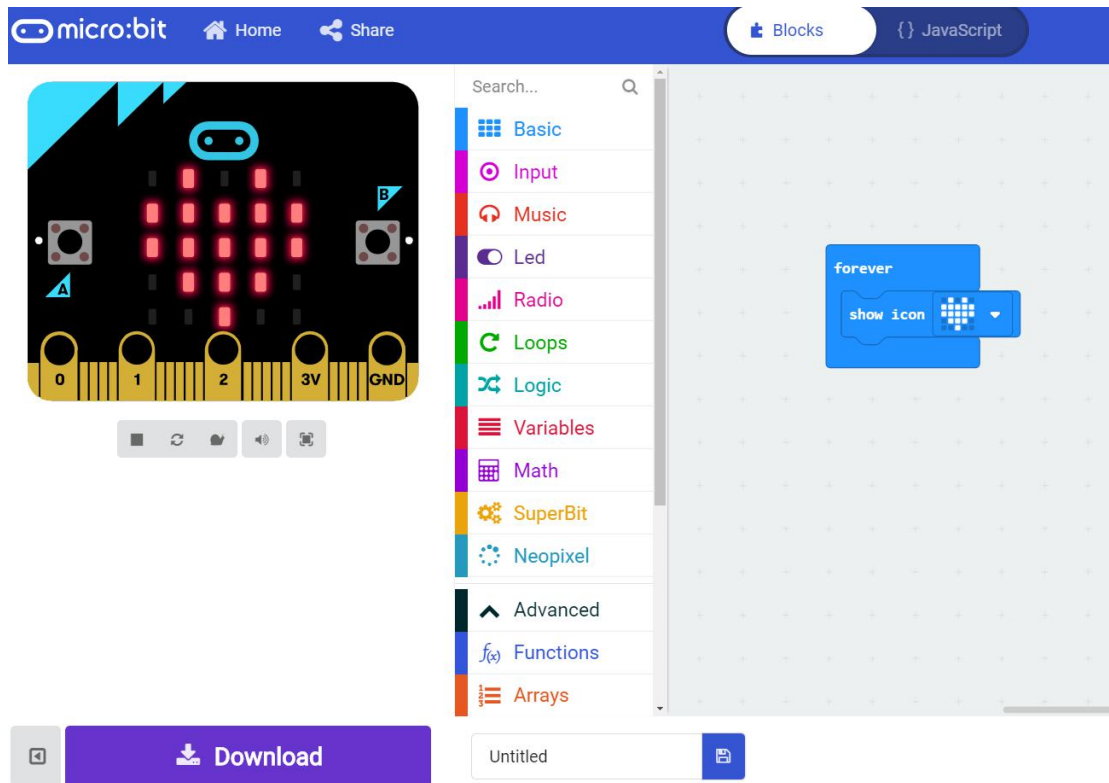 micro:bit Home Share Blocks {} JavaScript
Search...
Basic
Input
Music
Led
Radio
Loops
Logic
Variables
Math
SuperBit
Neopixel
Advanced
f(x) Functions
Arrays
B
A
0 1 2 3V GND
forever
show icon
Download
Untitled